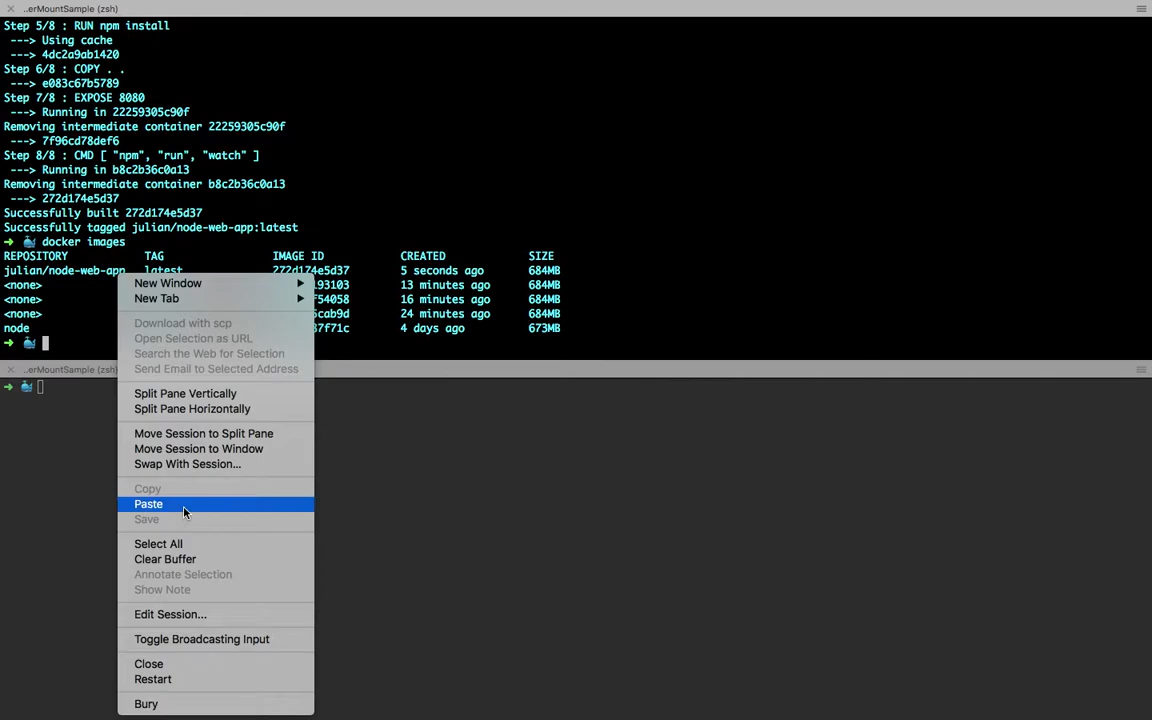 ..erMountSample (zsh)
Step 5/8 : RUN npm install
---> Using cache
---> 4dc2a9ab1420
Step 6/8 : COPY . .
---> e083c67b5789
Step 7/8 : EXPOSE 8080
---> Running in 22259305c90f
Removing intermediate container 22259305c90f
---> 7f96cd78def6
Step 8/8 : CMD [ "npm", "run", "watch" ]
---> Running in b8c2b36c0a13
Removing intermediate container b8c2b36c0a13
---> 272d174e5d37
Successfully built 272d174e5d37
Successfully tagged julian/node-web-app:latest
docker images
REPOSITORY TAG IMAGE ID CREATED SIZE
julian/node-web-app latest 272d174e5d37 5 seconds ago 684MB
<none> 193103 13 minutes ago 684MB
<none> f54058 16 minutes ago 684MB
<none> 5cab9d 24 minutes ago 684MB
node 37f71c 4 days ago 673MB
..erMountSample (zsh)
New Window
New Tab
Download with scp
Open Selection as URL
Search the Web for Selection
Send Email to Selected Address
Split Pane Vertically
Split Pane Horizontally
Move Session to Split Pane
Move Session to Window
Swap With Session...
Copy
Paste
Save
Select All
Clear Buffer
Annotate Selection
Show Note
Edit Session...
Toggle Broadcasting Input
Close
Restart
Bury